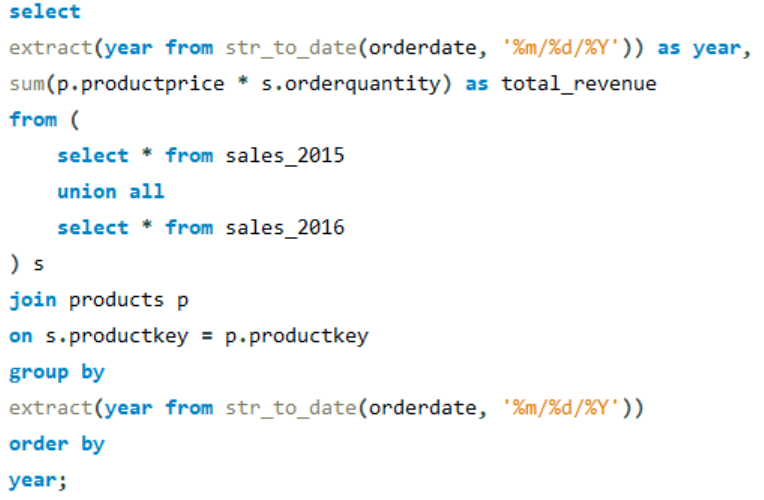 select
extract(year from str_to_date(orderdate, '%m/%d/%Y')) as year,
sum(p.productprice * s.orderquantity) as total_revenue
from (
    select * from sales_2015
    union all
    select * from sales_2016
) s
join products p
on s.productkey = p.productkey
group by
extract(year from str_to_date(orderdate, '%m/%d/%Y'))
order by
year;